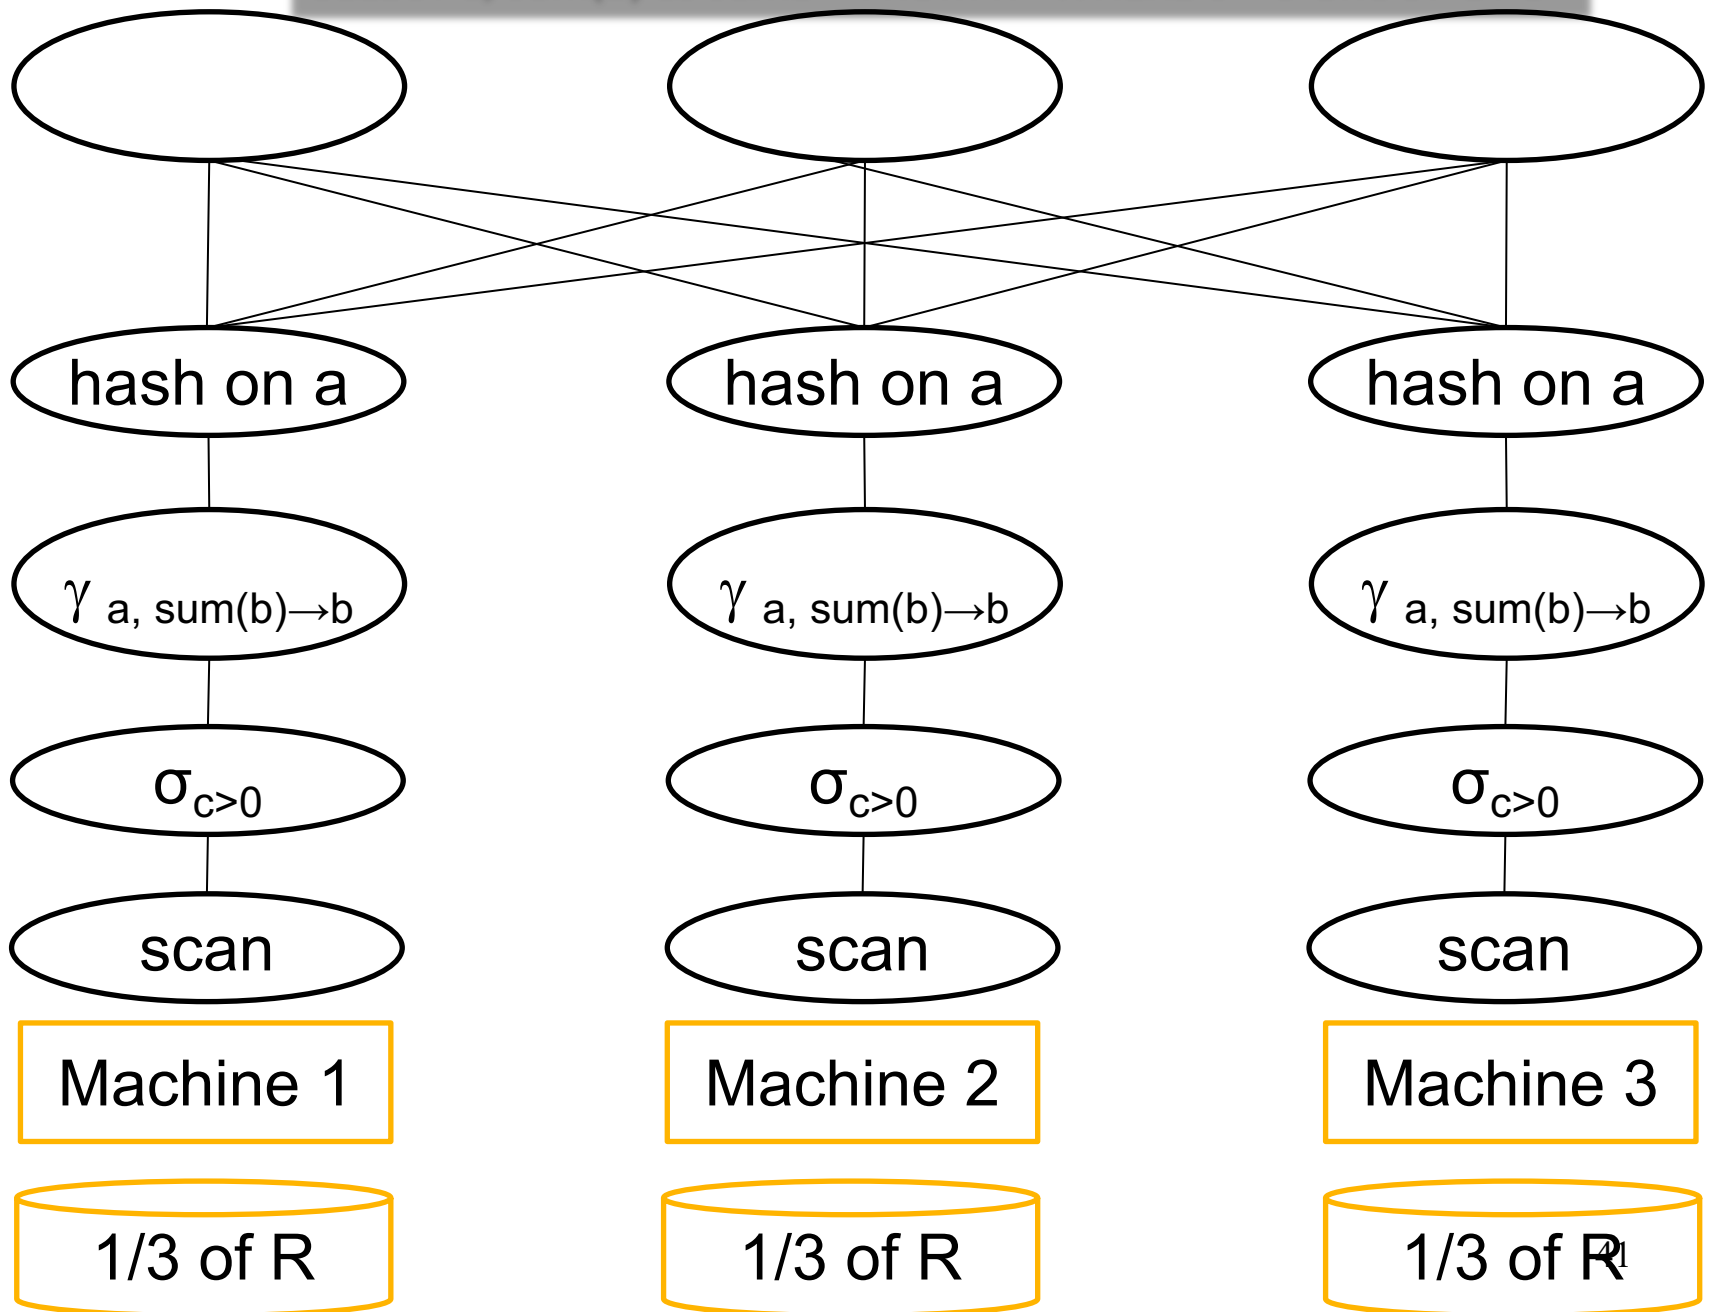 hash on a hash on a hash on a
γ a, sum(b)→b γ a, sum(b)→b γ a, sum(b)→b
σc>0 σc>0 σc>0
scan scan scan
Machine 1 Machine 2 Machine 3
1/3 of R 1/3 of R 1/3 of R
41